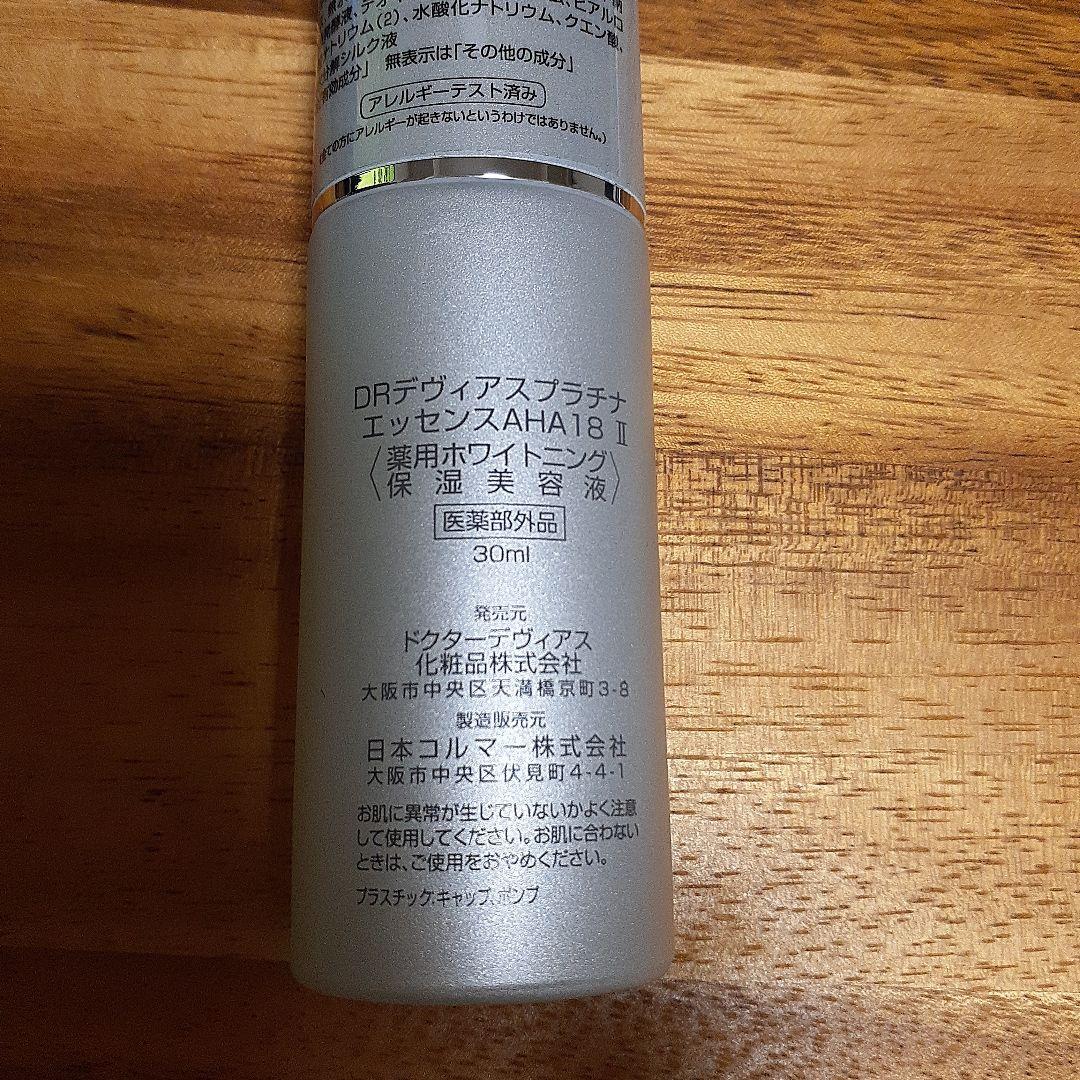 酵液、テオ
ヒアルロ
トリウム(2)、水酸化ナトリウム、クエン酸、
分解シルク液
有効成分」 無表示は「その他の成分」
アレルギーテスト済み
(全ての方にアレルギーが起きないというわけではありません。)
DRデヴィアスプラチナ
エッセンスAHA18 Ⅱ
〈薬用ホワイトニング
保湿美容液〉
医薬部外品
30ml
発売元
ドクターデヴィアス
化粧品株式会社
大阪市中央区天満橋京町3-8
製造販売元
日本コルマー株式会社
大阪市中央区伏見町4-4-1
お肌に異常が生じていないかよく注意
して使用してください。お肌に合わない
ときは、ご使用をおやめください。
プラスチック:キャップ、ポンプ